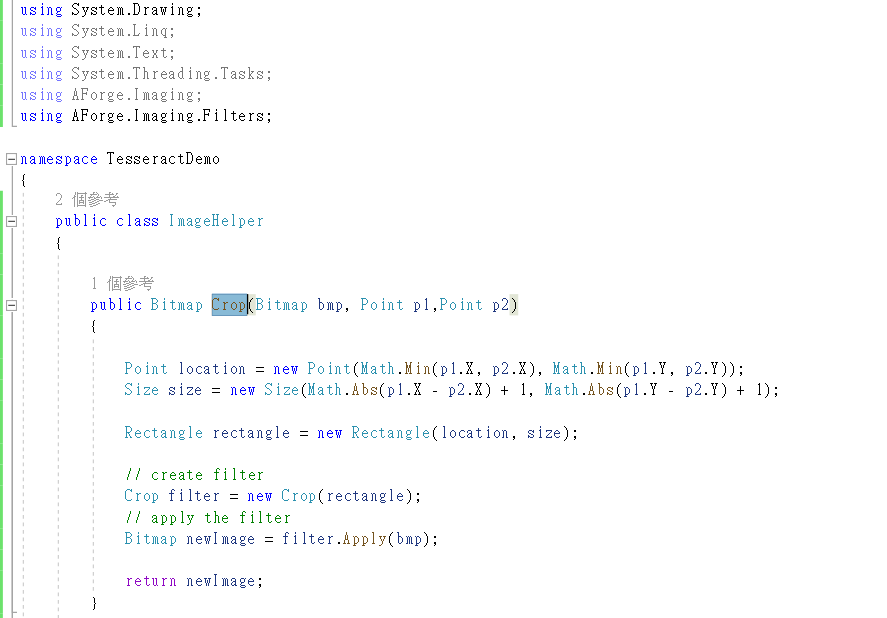 using System.Drawing;
using System.Linq;
using System.Text;
using System.Threading.Tasks;
using AForge.Imaging;
using AForge.Imaging.Filters;
namespace TesseractDemo
{
2 個參考
public class ImageHelper
{
1 個參考
public Bitmap Crop(Bitmap bmp, Point p1,Point p2)
{
Point location = new Point(Math.Min(p1.X, p2.X), Math.Min(p1.Y, p2.Y));
Size size = new Size(Math.Abs(p1.X - p2.X) + 1, Math.Abs(p1.Y - p2.Y) + 1);
Rectangle rectangle = new Rectangle(location, size);
// create filter
Crop filter = new Crop(rectangle);
// apply the filter
Bitmap newImage = filter.Apply(bmp);
return newImage;
}